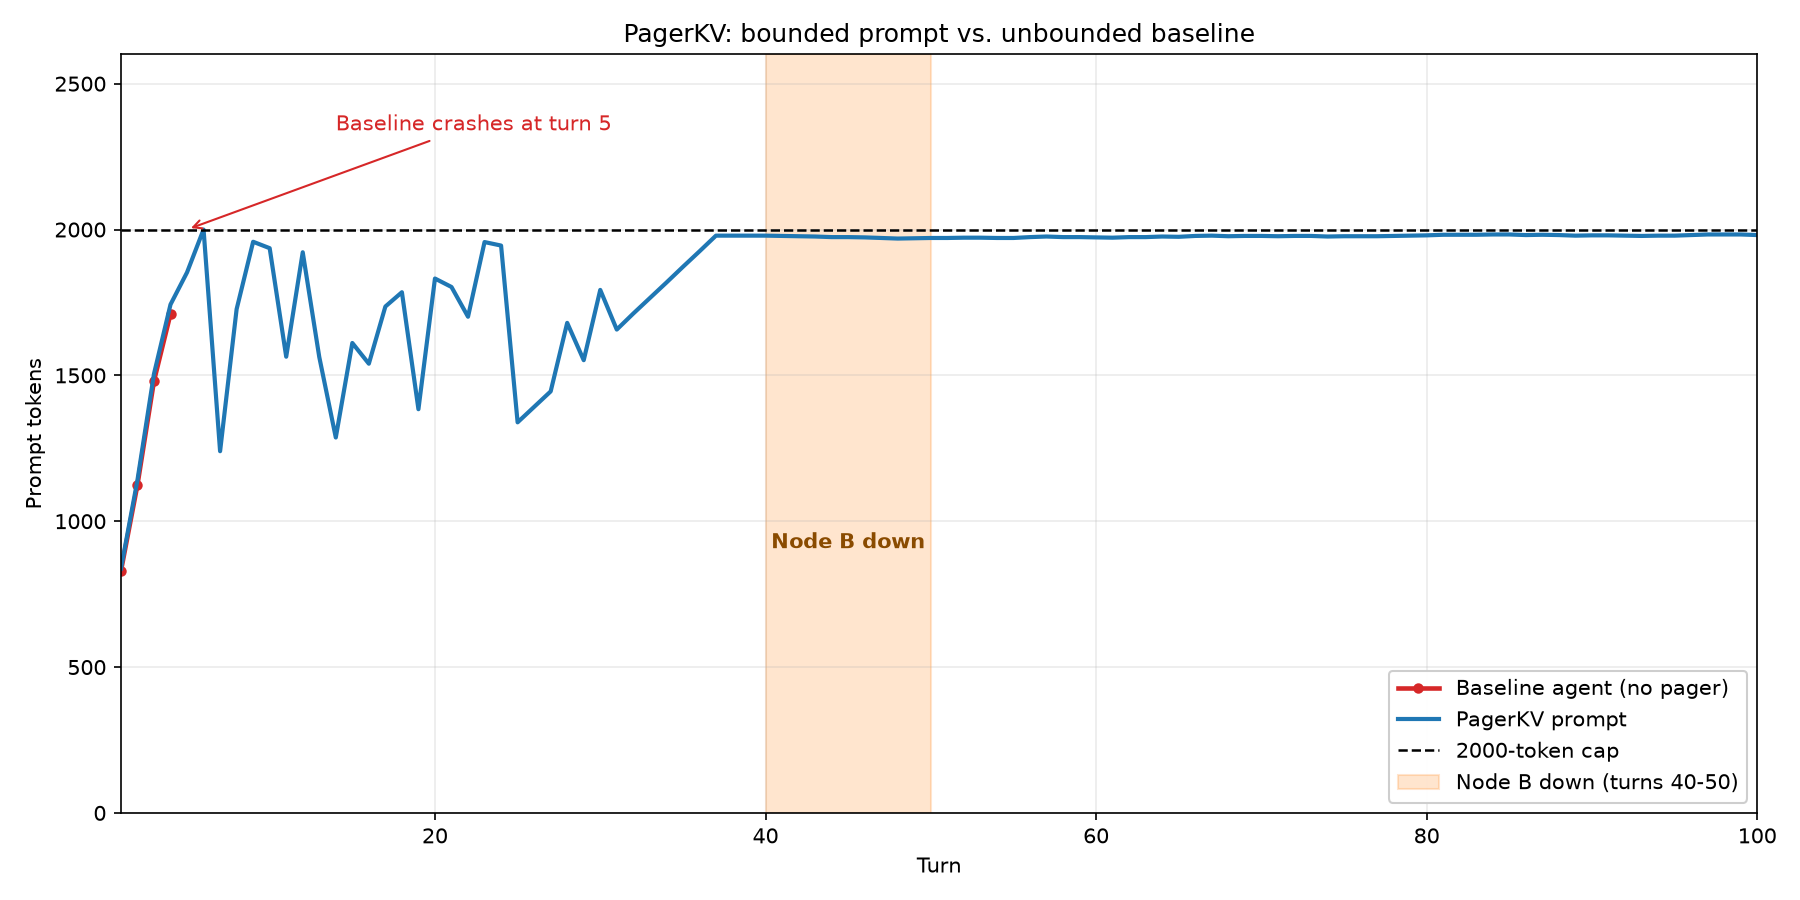 PagerKV: bounded prompt vs. unbounded baseline
2500
2000
1500
1000
500
0
Prompt tokens
Baseline crashes at turn 5
Node B down
Baseline agent (no pager)
PagerKV prompt
2000-token cap
Node B down (turns 40-50)
20
40
60
80
100
Turn